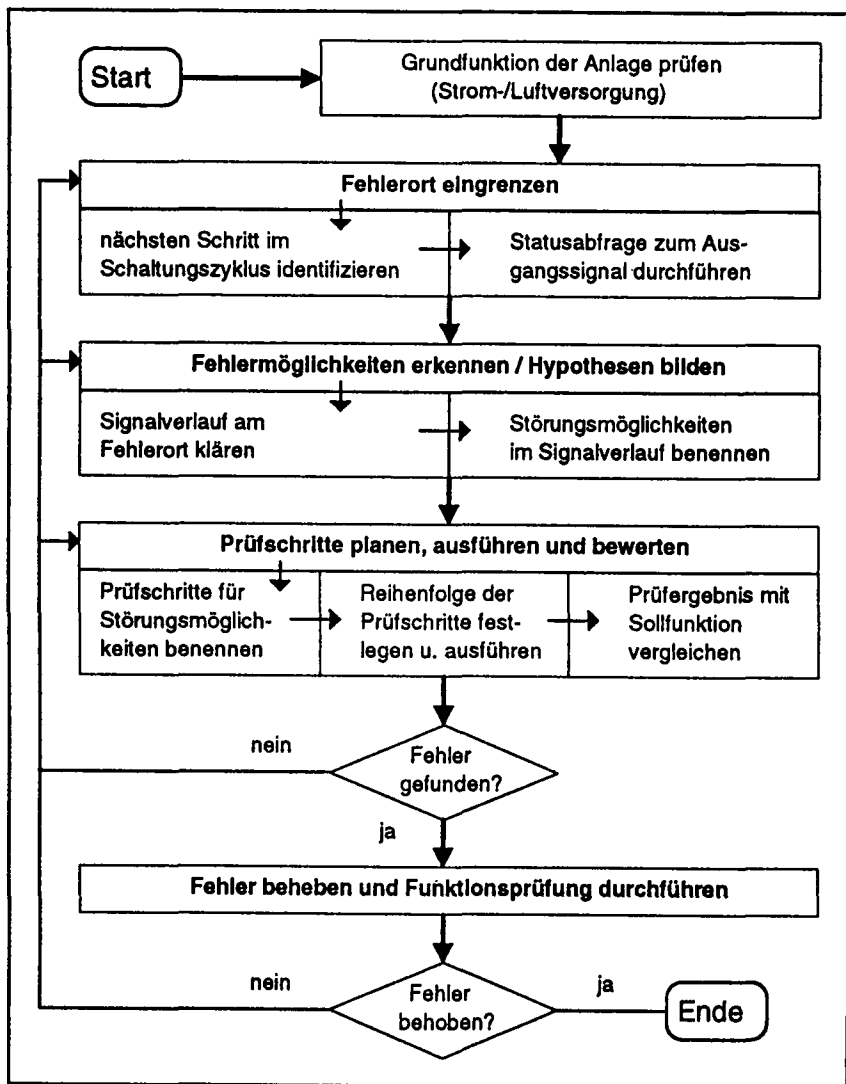 Start
Grundfunktion der Anlage prüfen
(Strom-/Luftversorgung)
Fehlerort eingrenzen
nächsten Schritt im
Schaltungszyklus identifizieren
Statusabfrage zum Aus-
gangssignal durchführen
Fehlermöglichkeiten erkennen / Hypothesen bilden
Signalverlauf am
Fehlerort klären
Störungsmöglichkeiten
im Signalverlauf benennen
Prüfschritte planen, ausführen und bewerten
Prüfschritte für
Störungsmöglich-
keiten benennen
Reihenfolge der
Prüfschritte fest-
legen u. ausführen
Prüfergebnis mit
Sollfunktion
vergleichen
nein
Fehler
gefunden?
ja
Fehler beheben und Funktionsprüfung durchführen
nein
Fehler
behoben?
ja
Ende